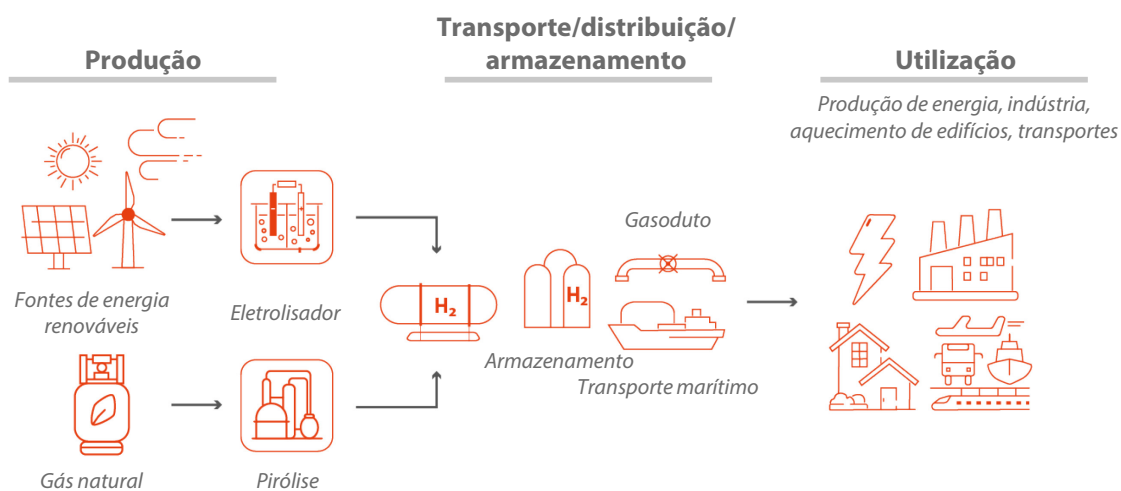 Produção
Transporte/distribuição/
armazenamento
Utilização
Produção de energia, indústria,
aquecimento de edifícios, transportes
Fontes de energia
renováveis
Eletrolisador
H₂
H₂
Gasoduto
Armazenamento
Transporte marítimo
Gás natural
Pirólise